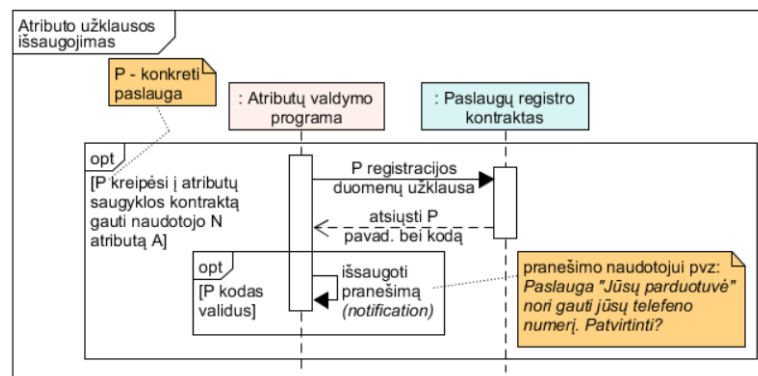 Atributo užklausos
išsaugojimas
P - konkreti
paslauga
: Atributų valdymo
programa
: Paslaugų registro
kontraktas
opt
[P kreipėsi į atributų
saugyklos kontraktą
gauti naudotojo N
atributą A]
P registracijos
duomenų užklausa
atsiųsti P
pavad. bei kodą
opt
[P kodas
validus]
išsaugoti
pranešimą
(notification)
pranešimo naudotojui pvz:
Paslauga "Jūsų parduotuvė"
nori gauti jūsų telefeno
numerį. Patvirtinti?